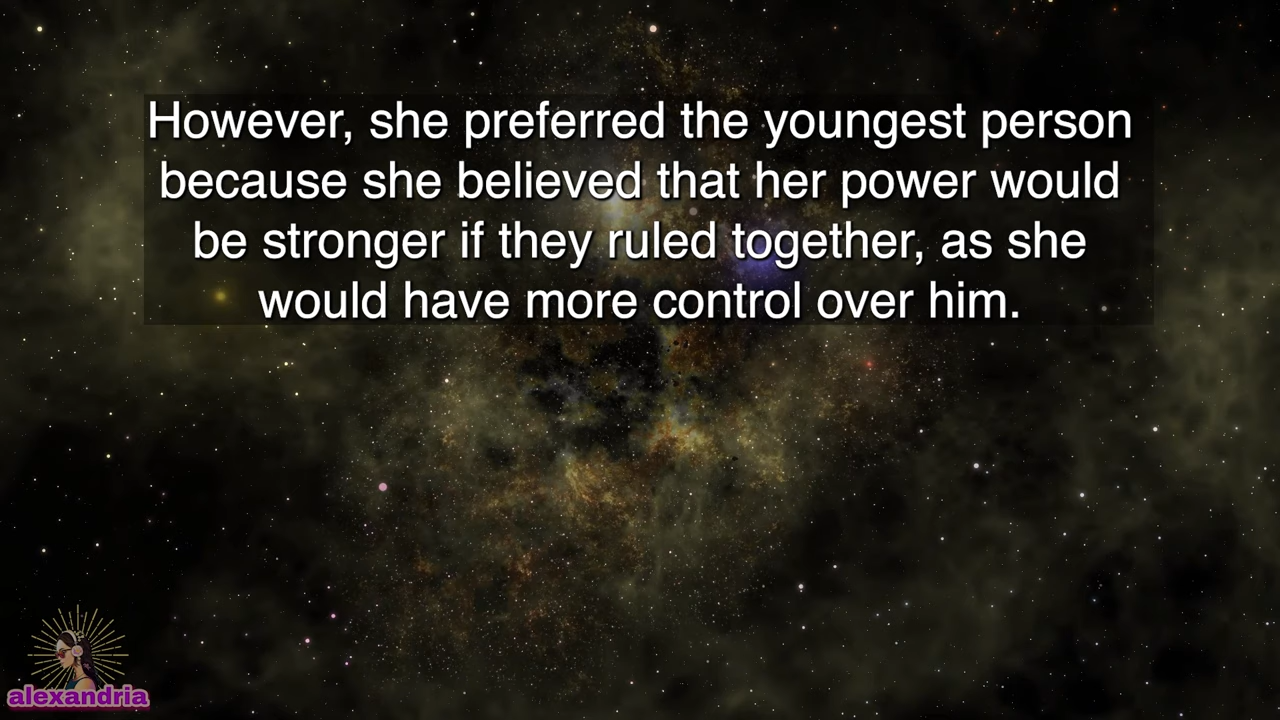 However, she preferred the youngest person
because she believed that her power would
be stronger if they ruled together, as she
would have more control over him.
alexandria